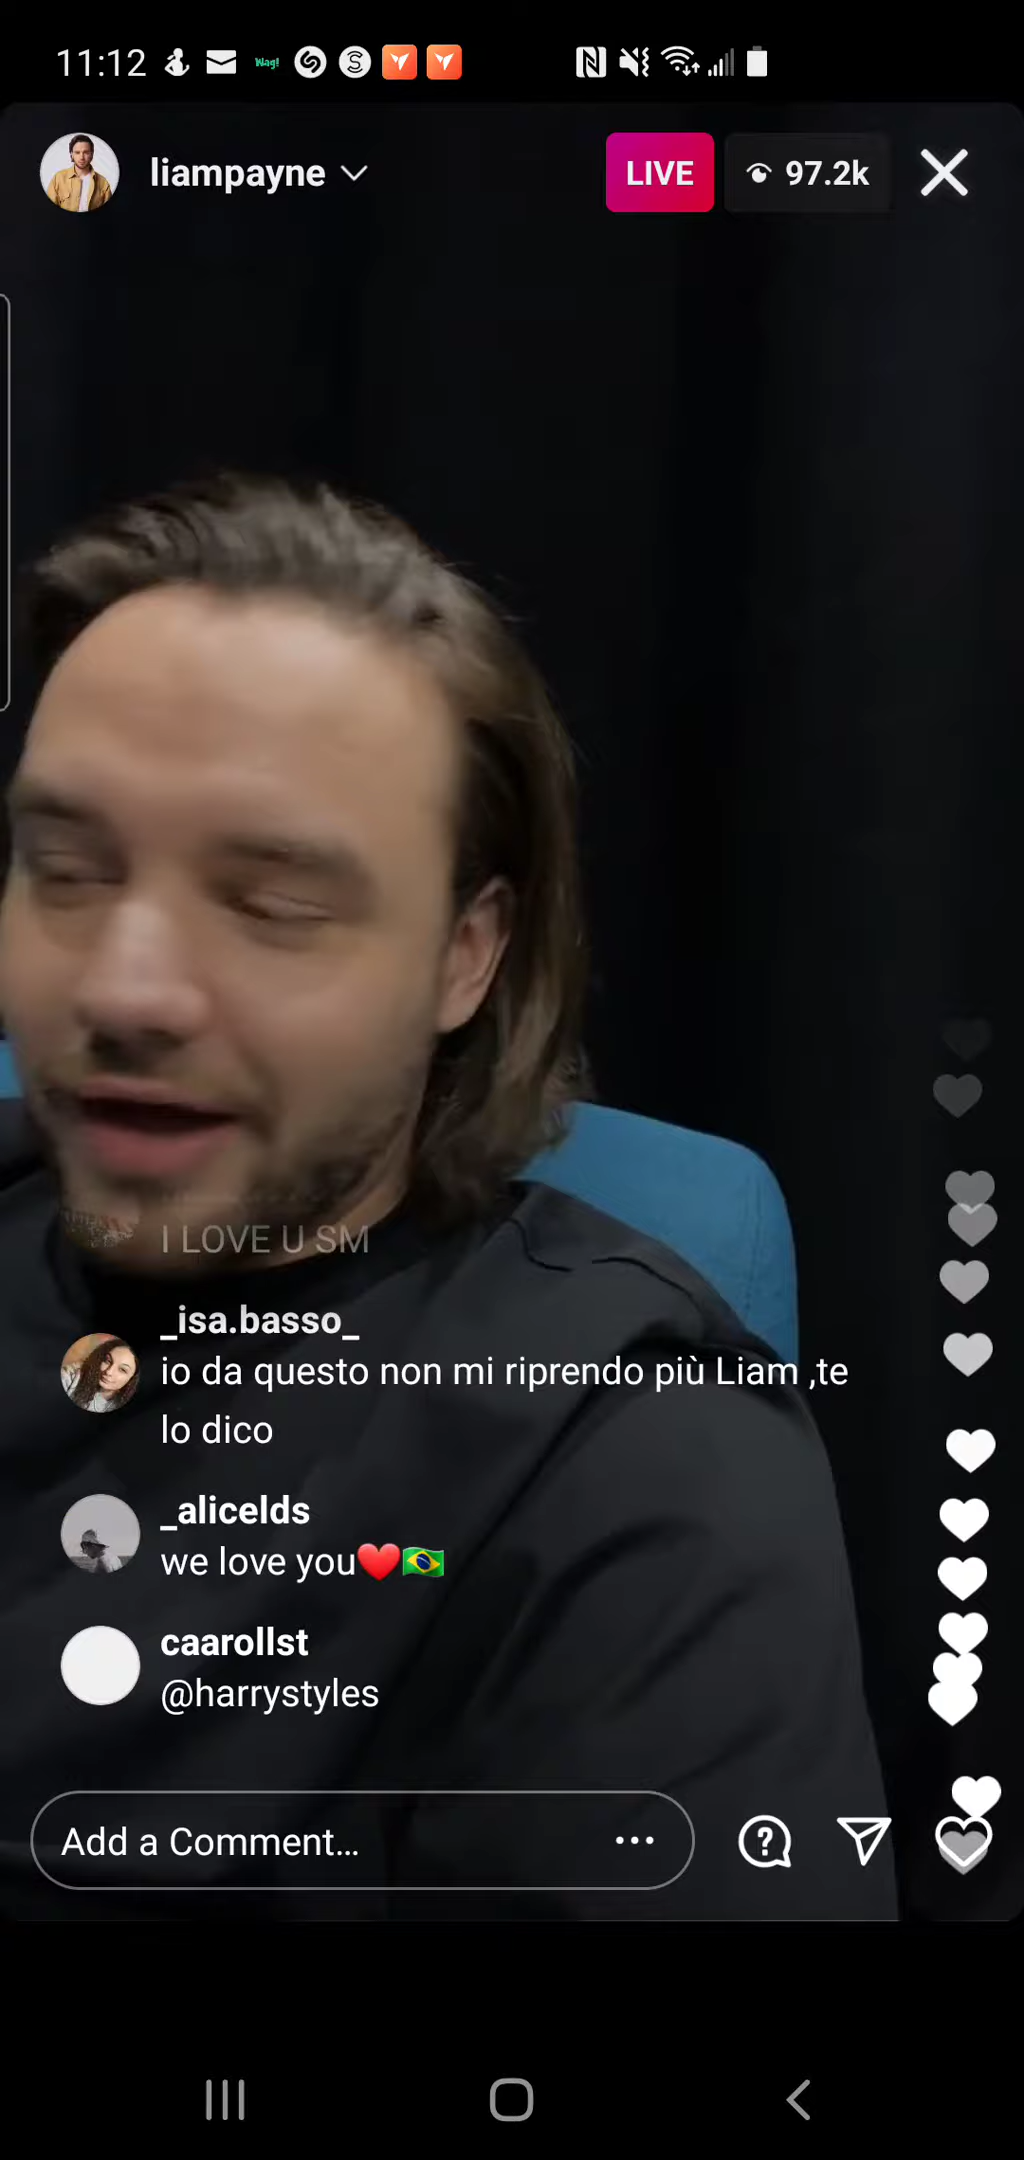 11:12
Wag!
liampayne
LIVE
97.2k
I LOVE U SM
_isa.basso_
io da questo non mi riprendo più Liam ,te
lo dico
_alicelds
we love you❤️🇧🇷
caarollst
@harrystyles
Add a Comment...